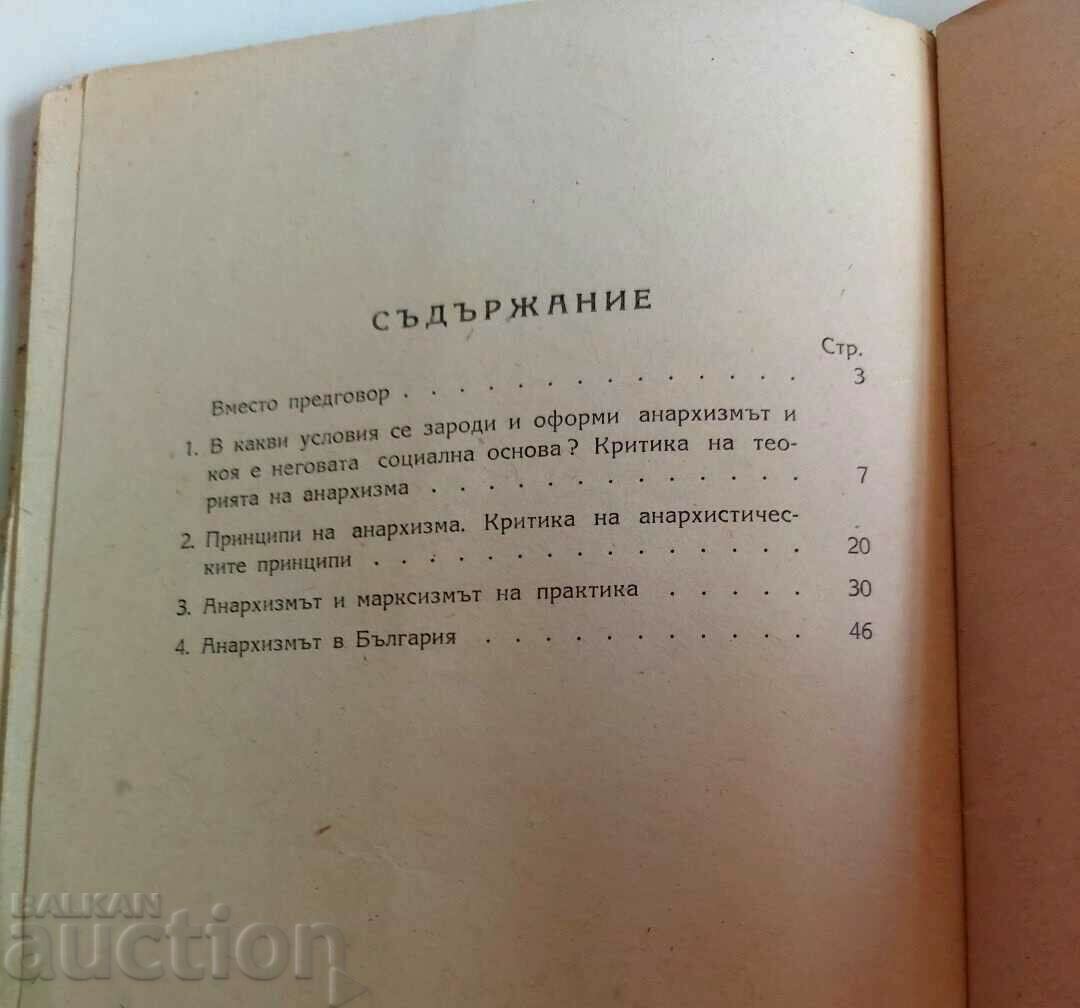 СЪДЪРЖАНИЕ
Стр.
Вместо предговор . . . . . . . . . . . . . . 3
1. В какви условия се зароди и оформи анархизмът и
коя е неговата социална основа? Критика на тео-
рията на анархизма . . . . . . . . . . . . . 7
2. Принципи на анархизма. Критика на анархистичес-
ките принципи . . . . . . . . . . . . . . . 20
3. Анархизмът и марксизмът на практика . . . . . 30
4. Анархизмът в България . . . . . . . . . . . 46
BALKAN
auction